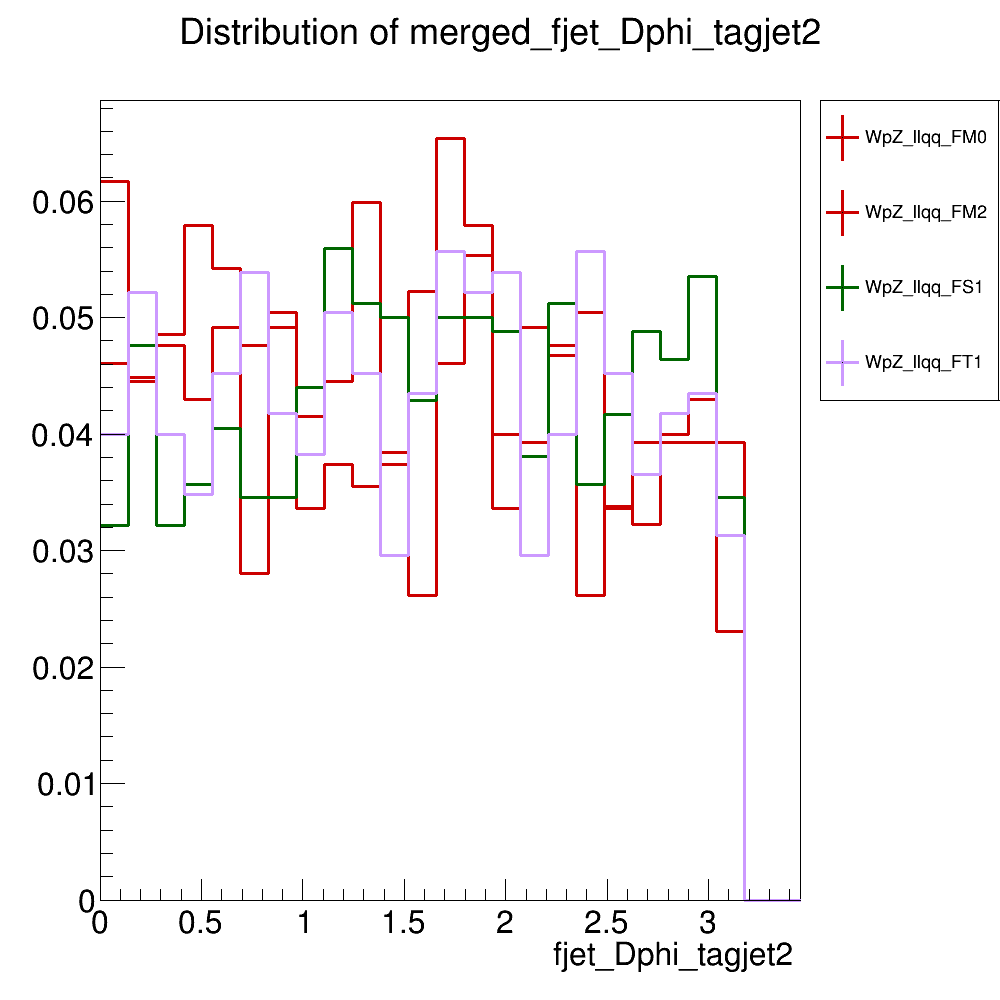 Distribution of merged_fjet_Dphi_tagjet2
WpZ_llqq_FM0
WpZ_llqq_FM2
WpZ_llqq_FS1
WpZ_llqq_FT1
0.06
0.05
0.04
0.03
0.02
0.01
0
0 0.5 1 1.5 2 2.5 3
fjet_Dphi_tagjet2